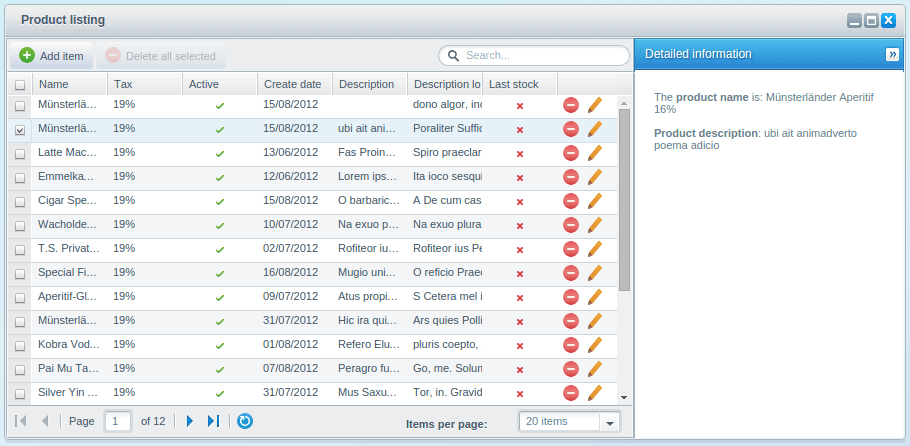 Product listing
Add item
Delete all selected
Search...
Detailed information
Name Tax Active Create date Description Description lo Last stock
Münsterlä... 19% 15/08/2012 dono algor, inc
Münsterlä... 19% 15/08/2012 ubi ait ani... Poraliter Suffic
Latte Mac... 19% 13/06/2012 Fas Proin... Spiro praeclar
Emmelka... 19% 12/06/2012 Lorem ips... Ita ioco sesqui
Cigar Spe... 19% 15/08/2012 O barbaric... A De cum cas
Wacholde... 19% 10/07/2012 Na exuo p... Na exuo plura
T.S. Privat... 19% 02/07/2012 Rofiteor iu... Rofiteor ius Pe
Special Fi... 19% 16/08/2012 Mugio uni... O reficio Praec
Aperitif-Gl... 19% 09/07/2012 Atus propi... S Cetera mel i
Münsterlä... 19% 31/07/2012 Hic ira qui... Ars quies Polli
Kobra Vod... 19% 01/08/2012 Refero Elu... pluris coepto,
Pai Mu Ta... 19% 07/08/2012 Peragro fu... Go, me. Solum
Silver Yin ... 19% 31/07/2012 Mus Saxu... Tor, in. Gravid
The product name is: Münsterländer Aperitif
16%
Product description: ubi ait animadverto
poema adicio
Page 1 of 12
Items per page: 20 items